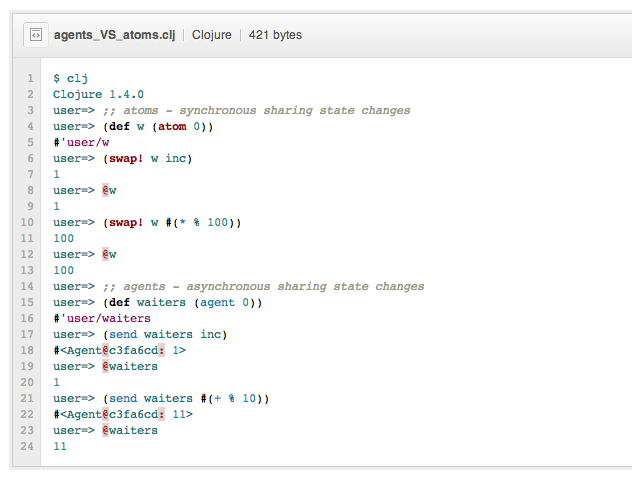 agents_VS_atoms.clj | Clojure | 421 bytes
1 $ clj
2 Clojure 1.4.0
3 user=> ;; atoms - synchronous sharing state changes
4 user=> (def w (atom 0))
5 #'user/w
6 user=> (swap! w inc)
7 1
8 user=> @w
9 1
10 user=> (swap! w #(* % 100))
11 100
12 user=> @w
13 100
14 user=> ;; agents - asynchronous sharing state changes
15 user=> (def waiters (agent 0))
16 #'user/waiters
17 user=> (send waiters inc)
18 #<Agent@c3fa6cd: 1>
19 user=> @waiters
20 1
21 user=> (send waiters #(+ % 10))
22 #<Agent@c3fa6cd: 11>
23 user=> @waiters
24 11